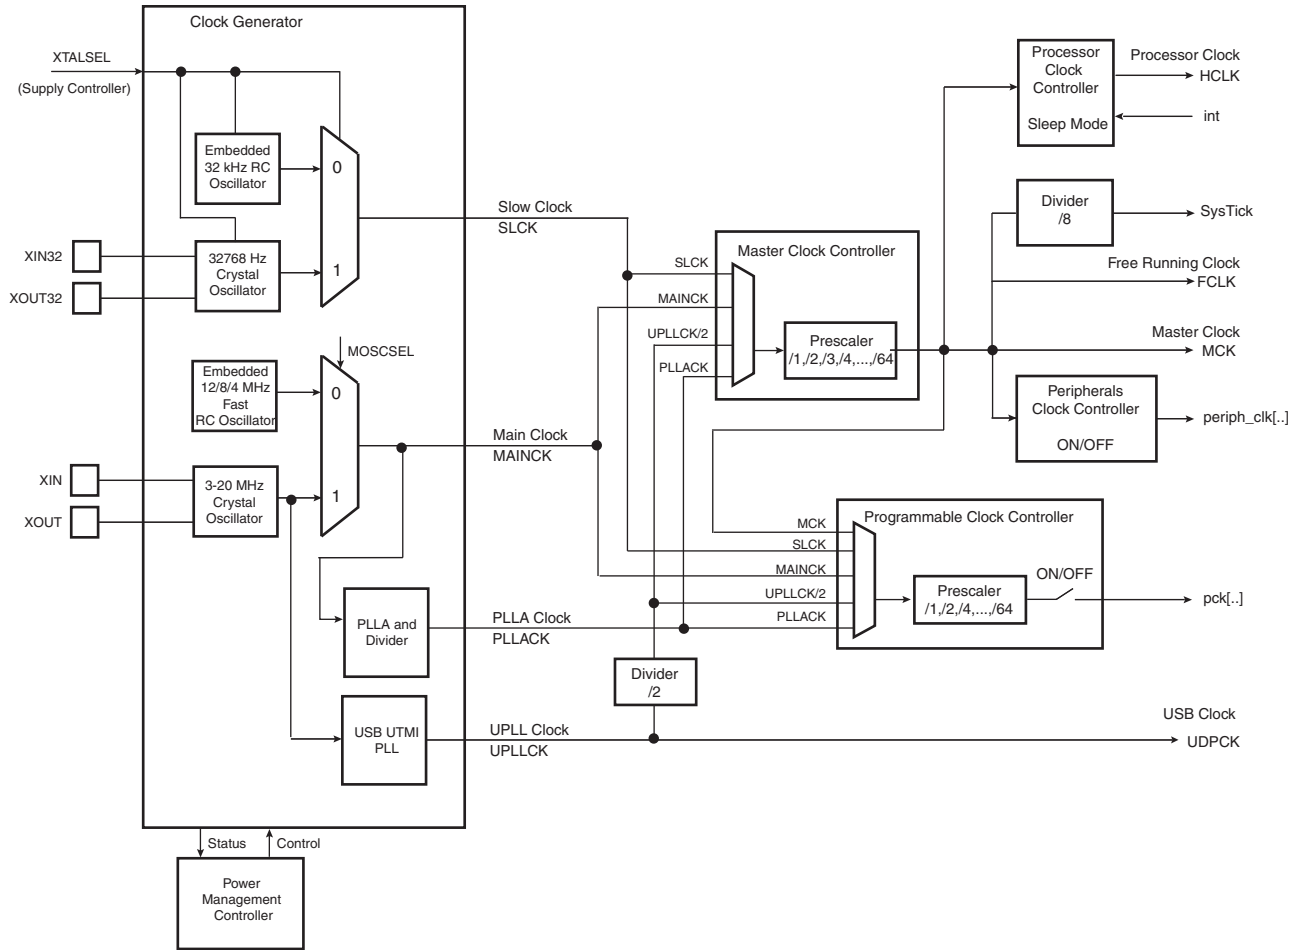 Clock Generator
XTALSEL
(Supply Controller)
Embedded
32 kHz RC
Oscillator
0
XIN32
XOUT32
32768 Hz
Crystal
Oscillator
1
Slow Clock
SLCK
MOSCSEL
Embedded
12/8/4 MHz
Fast
RC Oscillator
0
XIN
XOUT
3-20 MHz
Crystal
Oscillator
1
Main Clock
MAINCK
PLLA and
Divider
PLLA Clock
PLLACK
USB UTMI
PLL
UPLL Clock
UPLLCK
Status
Control
Power
Management
Controller
Master Clock Controller
SLCK
MAINCK
UPLLCK/2
PLLACK
Prescaler
/1,/2,/3,/4,...,/64
Processor
Clock
Controller
Sleep Mode
Processor Clock
HCLK
int
Divider
/8
SysTick
Free Running Clock
FCLK
Master Clock
MCK
Peripherals
Clock Controller
ON/OFF
periph_clk[..]
Programmable Clock Controller
MCK
SLCK
MAINCK
UPLLCK/2
PLLACK
Prescaler
/1,/2,/4,...,/64
ON/OFF
pck[..]
Divider
/2
USB Clock
UDPCK